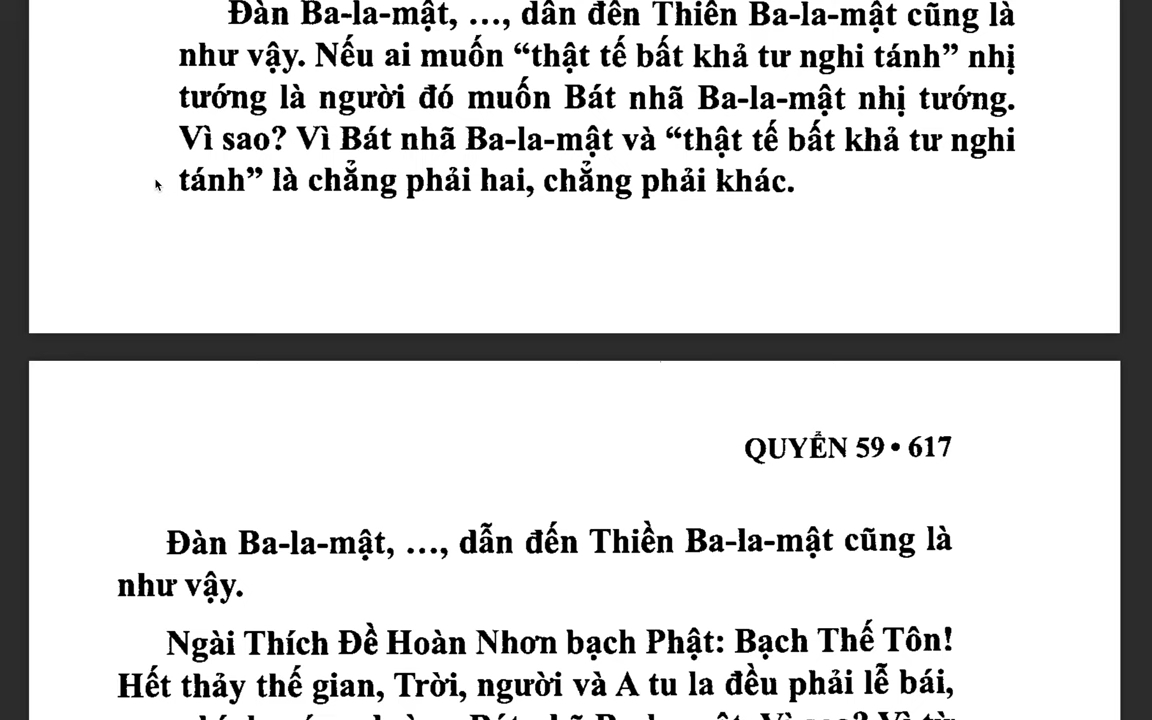 Đàn Ba-la-mật, …, dẫn đến Thiền Ba-la-mật cũng là
như vậy. Nếu ai muốn “thật tế bất khả tư nghi tánh” nhị
tướng là người đó muốn Bát nhã Ba-la-mật nhị tướng.
Vì sao? Vì Bát nhã Ba-la-mật và “thật tế bất khả tư nghi
tánh” là chẳng phải hai, chẳng phải khác.
QUYỂN 59 • 617
Đàn Ba-la-mật, …, dẫn đến Thiền Ba-la-mật cũng là
như vậy.
Ngài Thích Đề Hoàn Nhơn bạch Phật: Bạch Thế Tôn!
Hết thảy thế gian, Trời, người và A tu la đều phải lễ bái,